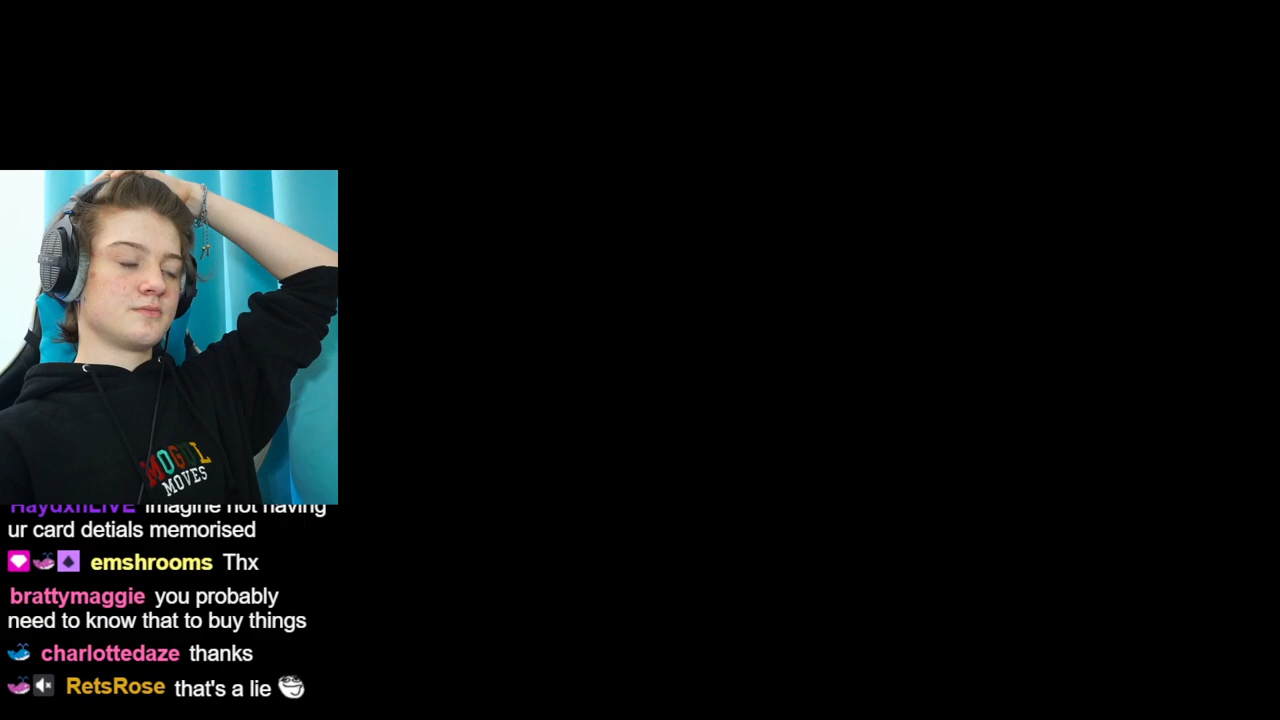 MOGUL
MOVES
HayuxnLIVE imagine not having
ur card detials memorised
emshrooms Thx
brattymaggie you probably
need to know that to buy things
charlottedaze thanks
RetsRose that's a lie